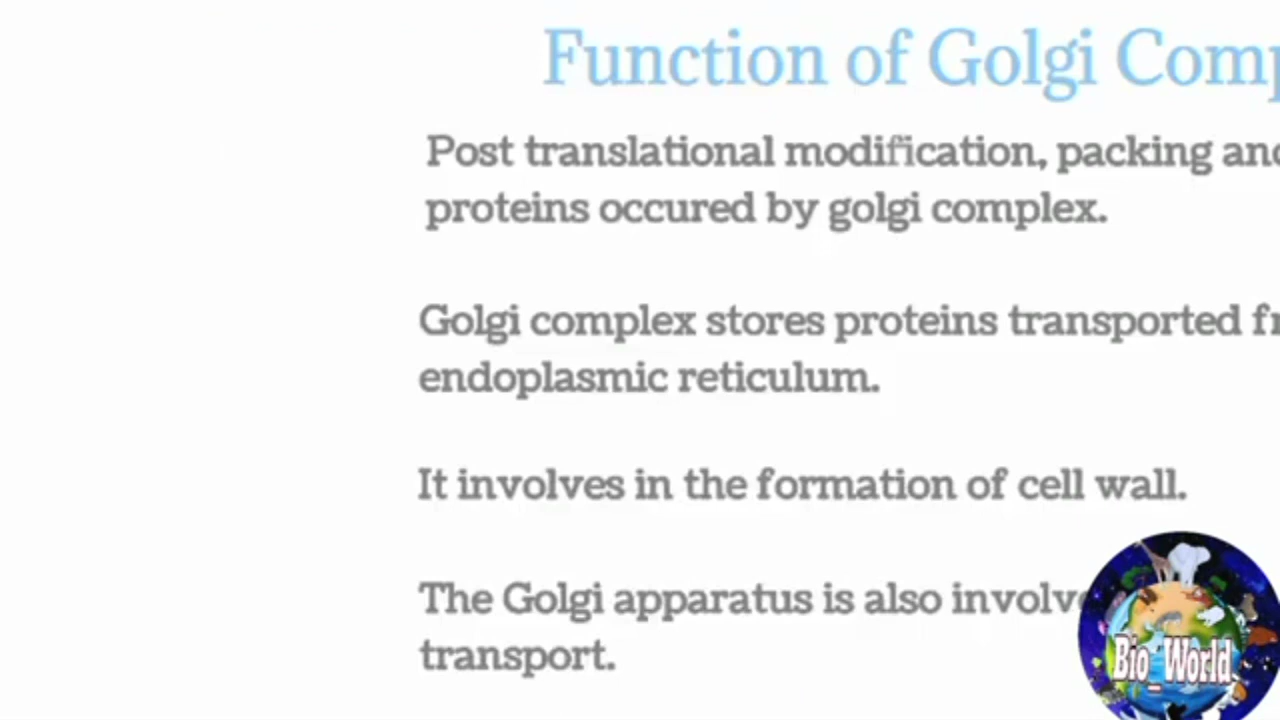 Function of Golgi Comp
Post translational modification, packing and
proteins occured by golgi complex.
Golgi complex stores proteins transported fr
endoplasmic reticulum.
It involves in the formation of cell wall.
The Golgi apparatus is also involve
transport.
Bio_World